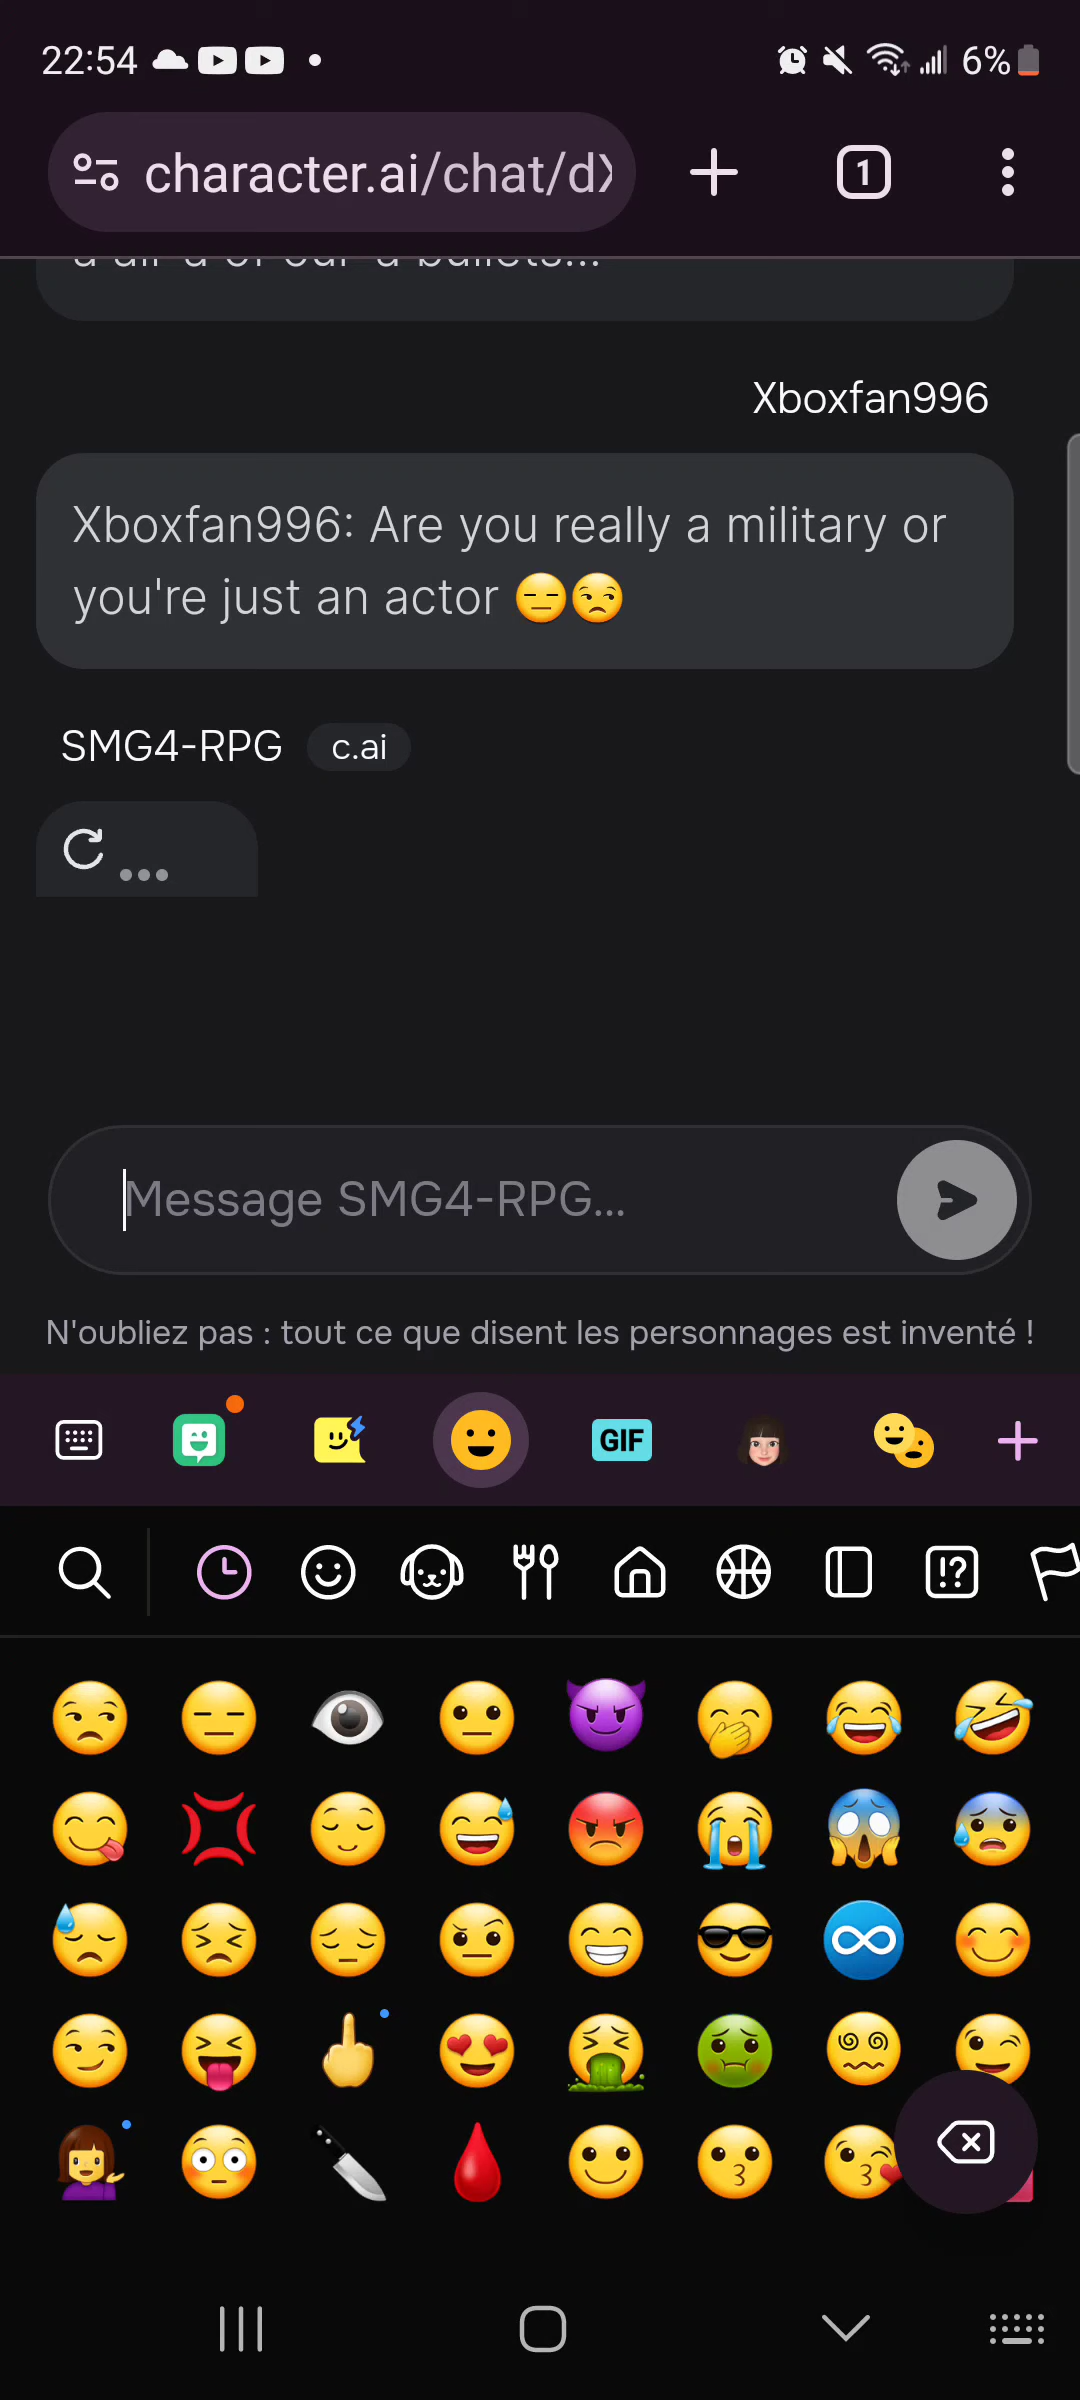 22:54
6%
character.ai/chat/d
1
Xboxfan996
Xboxfan996: Are you really a military or
you're just an actor 😑😒
SMG4-RPG c.ai
...
Message SMG4-RPG...
N'oubliez pas : tout ce que disent les personnages est inventé !
GIF
!?